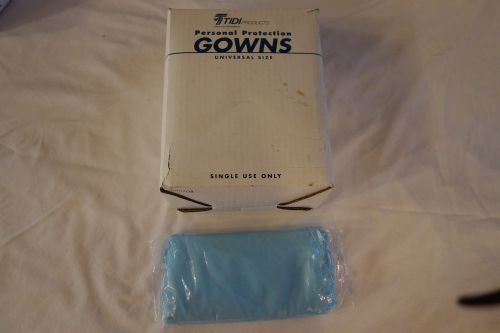 TIDI PRODUCTS
Personal Protection
GOWNS
UNIVERSAL SIZE
SINGLE USE ONLY